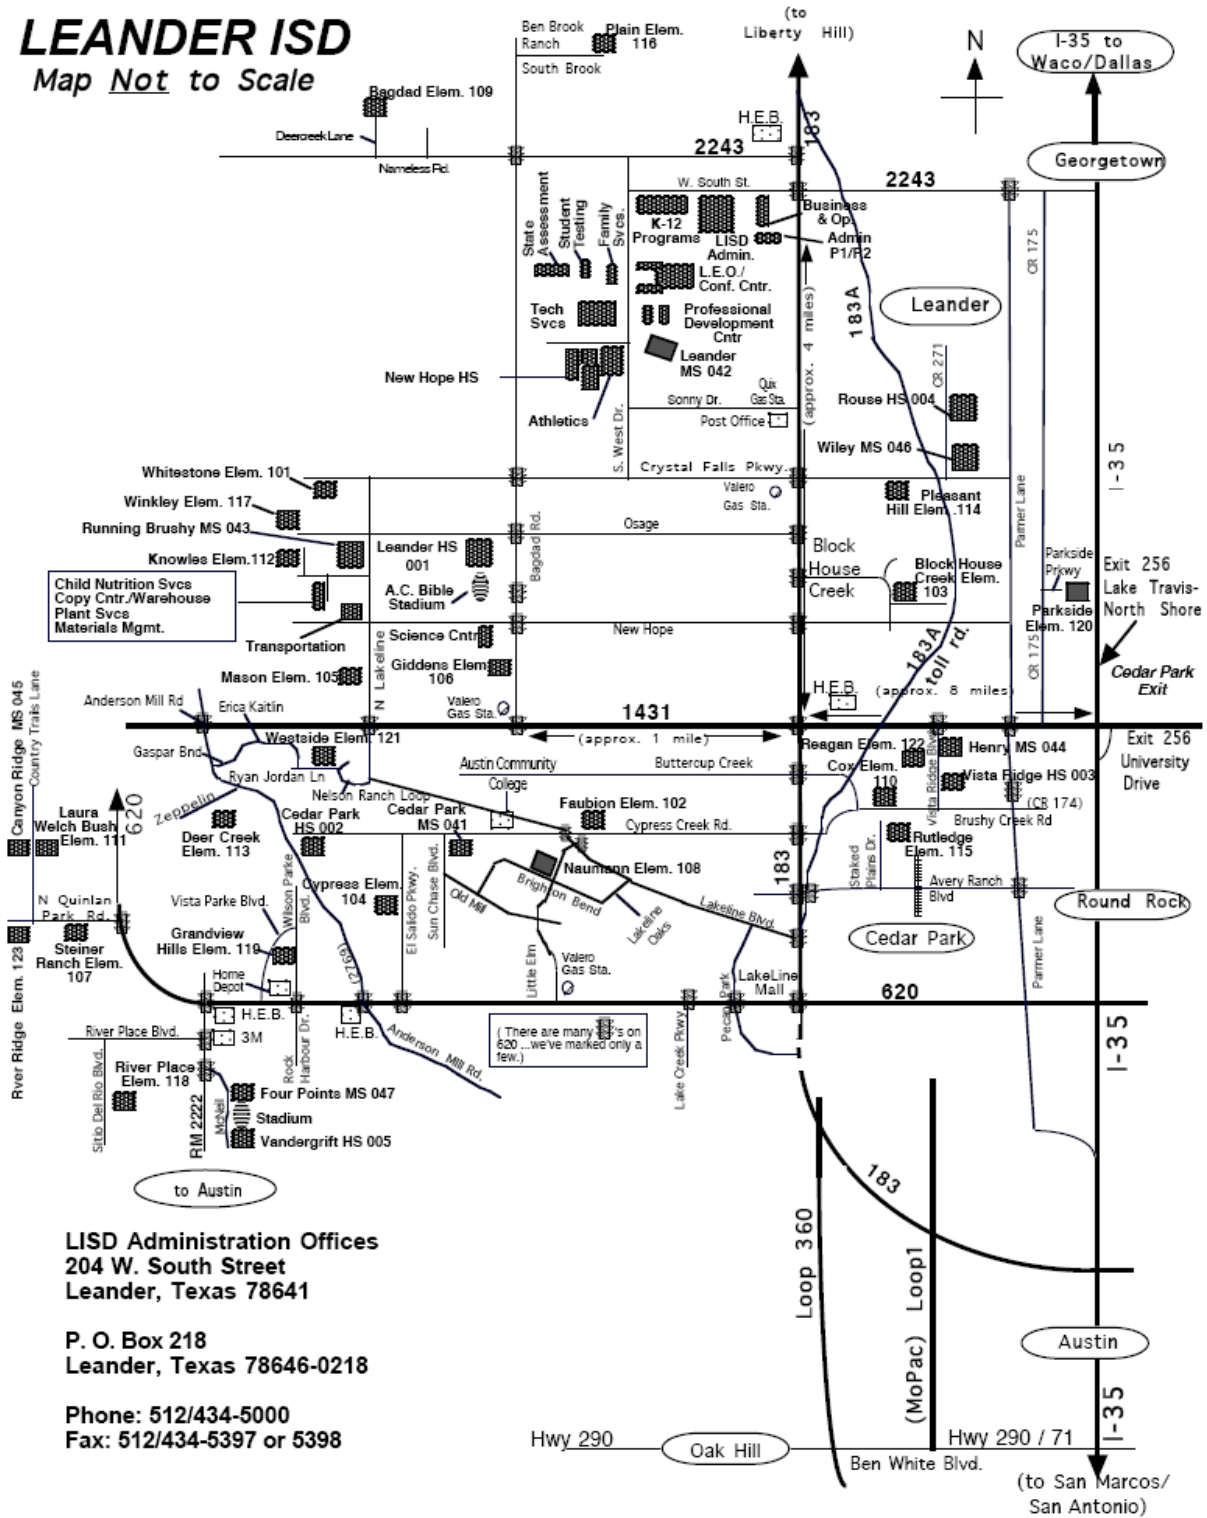 LEANDER ISD
Map Not to Scale
Ben Brook
Ranch
South Brook
Plain Elem.
116
(to
Liberty Hill)
N
I-35 to
Waco/Dallas
Bagdad Elem. 109
Deercreek Lane
Nameless Rd.
H.E.B.
183
2243
Georgetown
W. South St.
2243
State
Assessment
Student
Testing
Family
Svcs.
K-12
Programs
LISD
Admin.
Business
& Op.
Admin
P1/P2
CR 175
L.E.O./
Conf. Cntr.
Tech
Svcs
Professional
Development
Cntr
(approx. 4 miles)
183A
Leander
Leander
MS 042
New Hope HS
CR 271
Athletics
S. West Dr.
Sonny Dr.
Quix
Gas Sta.
Post Office
Rouse HS 004
Wiley MS 046
I-35
Whitestone Elem. 101
Crystal Falls Pkwy.
Valero
Gas Sta.
Pleasant
Hill Elem .114
Parmer Lane
Winkley Elem. 117
Running Brushy MS 043
Osage
Bagdad Rd.
Knowles Elem.112
Leander HS
001
Block
House
Creek
Block House
Creek Elem.
103
Parkside
Prkwy
Exit 256
Lake Travis-
North Shore
Child Nutrition Svcs
Copy Cntr./Warehouse
Plant Svcs
Materials Mgmt.
A.C. Bible
Stadium
Parkside
Elem. 120
Transportation
N Lakeline
Science Cntr
New Hope
183A
toll rd.
CR 175
Mason Elem. 105
Giddens Elem
106
Cedar Park
Exit
Canyon Ridge MS 045
Country Trails Lane
Anderson Mill Rd
Erica Kaitlin
Valero
Gas Sta.
H.E.B.
(approx. 8 miles)
1431
Westside Elem. 121
(approx. 1 mile)
Reagan Elem. 122
Vista Ridge Blvd
Henry MS 044
Exit 256
University
Drive
Gaspar Bnd
Ryan Jordan Ln
Austin Community
College
Buttercup Creek
Cox Elem.
110
Vista Ridge HS 003
Nelson Ranch Loop
Zeppelin
620
Laura
Welch Bush
Elem. 111
Deer Creek
Elem. 113
Cedar Park
HS 002
Cedar Park
MS 041
Faubion Elem. 102
Cypress Creek Rd.
(CR 174)
Brushy Creek Rd
Rutledge
Elem. 115
Staked
Plains Dr.
183
Naumann Elem. 108
Wilson Parke
Blvd.
Cypress Elem.
104
El Salido Pkwy.
Sun Chase Blvd.
Old Mill
Brighton Bend
Lakeline
Oaks
Lakeline Blvd.
Avery Ranch
Blvd
Round Rock
N Quinlan
Park Rd.
Vista Parke Blvd.
Grandview
Hills Elem. 119
Steiner
Ranch Elem.
107
River Ridge Elem. 123
(2769)
Little Elm
Valero
Gas Sta.
Cedar Park
Parmer Lane
Home
Depot
Pecan Park
LakeLine
Mall
620
H.E.B.
H.E.B.
( There are many 's on
620 ...we've marked only a
few.)
River Place Blvd.
3M
Rock
Harbour Dr.
Anderson Mill Rd.
Lake Creek Pkwy
I-35
River Place
Elem. 118
Sitio Del Rio Blvd.
RM 2222
McNeil
Four Points MS 047
Stadium
Vandergrift HS 005
183
to Austin
Loop 360
(MoPac) Loop1
LISD Administration Offices
204 W. South Street
Leander, Texas 78641
P. O. Box 218
Leander, Texas 78646-0218
Phone: 512/434-5000
Fax: 512/434-5397 or 5398
Austin
I-35
Hwy 290
Oak Hill
Hwy 290 / 71
Ben White Blvd.
(to San Marcos/
San Antonio)